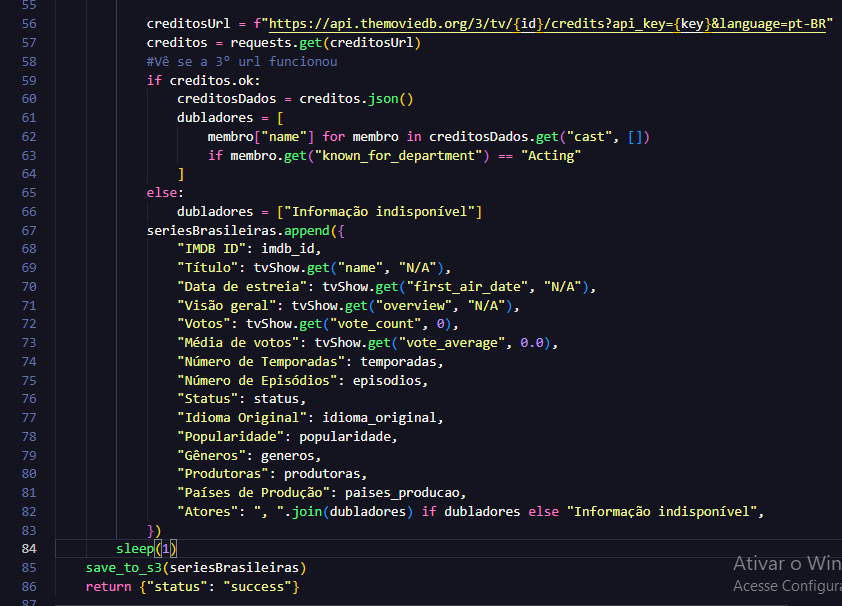 55
56 creditosUrl = f"https://api.themoviedb.org/3/tv/{id}/credits?api_key={key}&language=pt-BR"
57 creditos = requests.get(creditosUrl)
58 #Vê se a 3º url funcionou
59 if creditos.ok:
60 creditosDados = creditos.json()
61 dubladores = [
62 membro["name"] for membro in creditosDados.get("cast", [])
63 if membro.get("known_for_department") == "Acting"
64 ]
65 else:
66 dubladores = ["Informação indisponível"]
67 seriesBrasileiras.append({
68 "IMDB ID": imdb_id,
69 "Título": tvShow.get("name", "N/A"),
70 "Data de estreia": tvShow.get("first_air_date", "N/A"),
71 "Visão geral": tvShow.get("overview", "N/A"),
72 "Votos": tvShow.get("vote_count", 0),
73 "Média de votos": tvShow.get("vote_average", 0.0),
74 "Número de Temporadas": temporadas,
75 "Número de Episódios": episodios,
76 "Status": status,
77 "Idioma Original": idioma_original,
78 "Popularidade": popularidade,
79 "Gêneros": generos,
80 "Produtoras": produtoras,
81 "Países de Produção": paises_producao,
82 "Atores": ", ".join(dubladores) if dubladores else "Informação indisponível",
83 })
84 sleep(1)
85 save_to_s3(seriesBrasileiras)
86 return {"status": "success"}
87
Ativar o Win
Acesse Configura